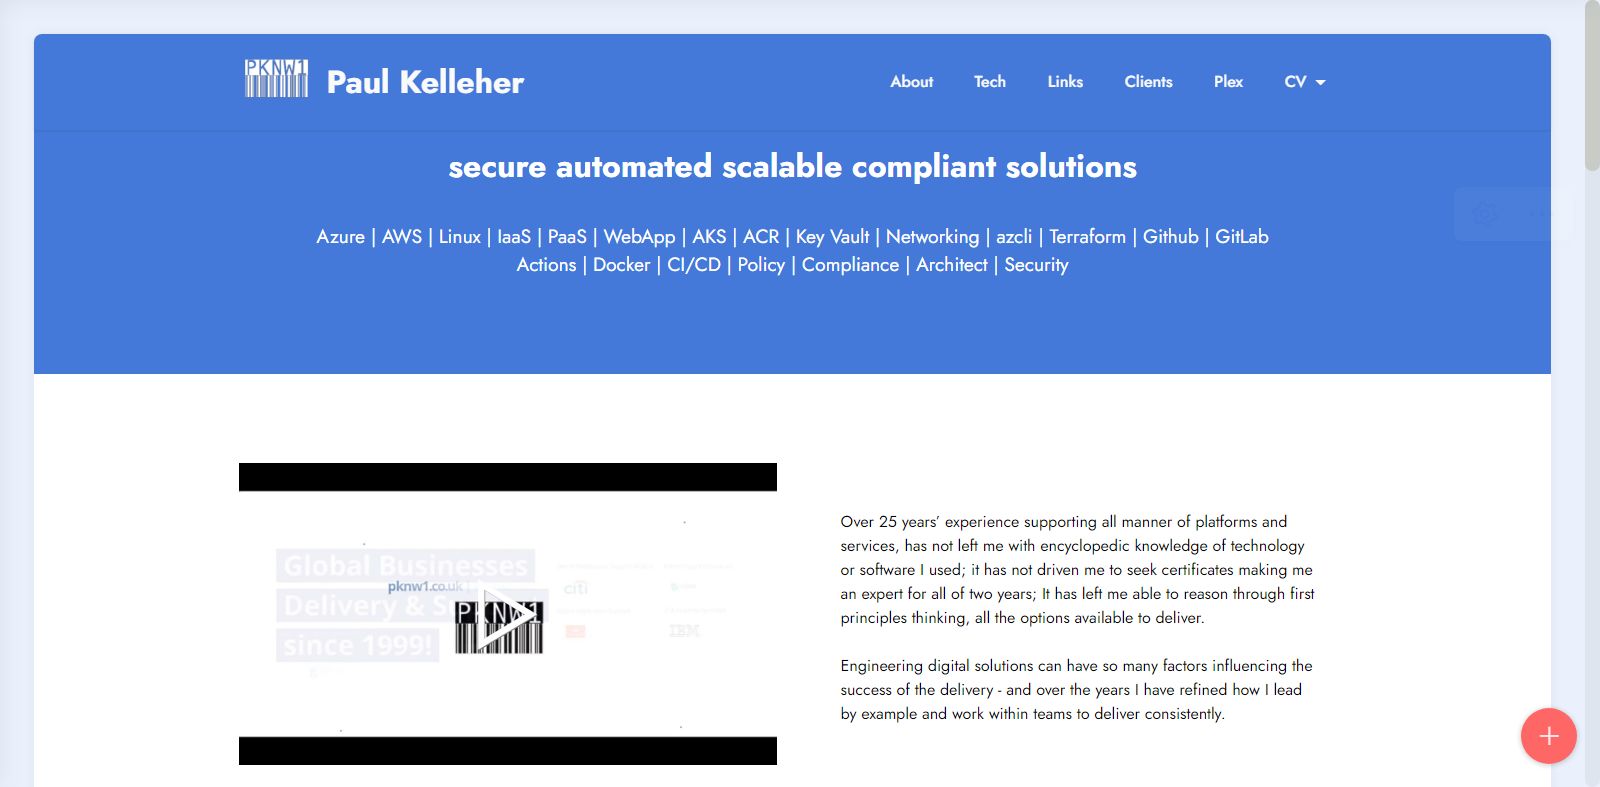 PKNW1
Paul Kelleher
About
Tech
Links
Clients
Plex
CV
secure automated scalable compliant solutions
Azure | AWS | Linux | IaaS | PaaS | WebApp | AKS | ACR | Key Vault | Networking | azcli | Terraform | Github | GitLab
Actions | Docker | CI/CD | Policy | Compliance | Architect | Security
Global Businesses
pknw1.co.uk
Delivery & S
since 1999!
PKNW1
citi
IBM
Over 25 years’ experience supporting all manner of platforms and
services, has not left me with encyclopedic knowledge of technology
or software I used; it has not driven me to seek certificates making me
an expert for all of two years; It has left me able to reason through first
principles thinking, all the options available to deliver.
Engineering digital solutions can have so many factors influencing the
success of the delivery - and over the years I have refined how I lead
by example and work within teams to deliver consistently.